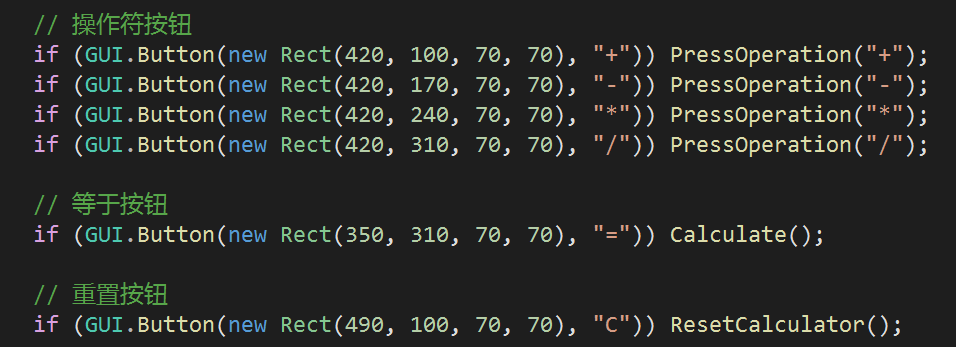 // 操作符按钮
if (GUI.Button(new Rect(420, 100, 70, 70), "+")) PressOperation("+");
if (GUI.Button(new Rect(420, 170, 70, 70), "-")) PressOperation("-");
if (GUI.Button(new Rect(420, 240, 70, 70), "*")) PressOperation("*");
if (GUI.Button(new Rect(420, 310, 70, 70), "/")) PressOperation("/");
// 等于按钮
if (GUI.Button(new Rect(350, 310, 70, 70), "=")) Calculate();
// 重置按钮
if (GUI.Button(new Rect(490, 100, 70, 70), "C")) ResetCalculator();